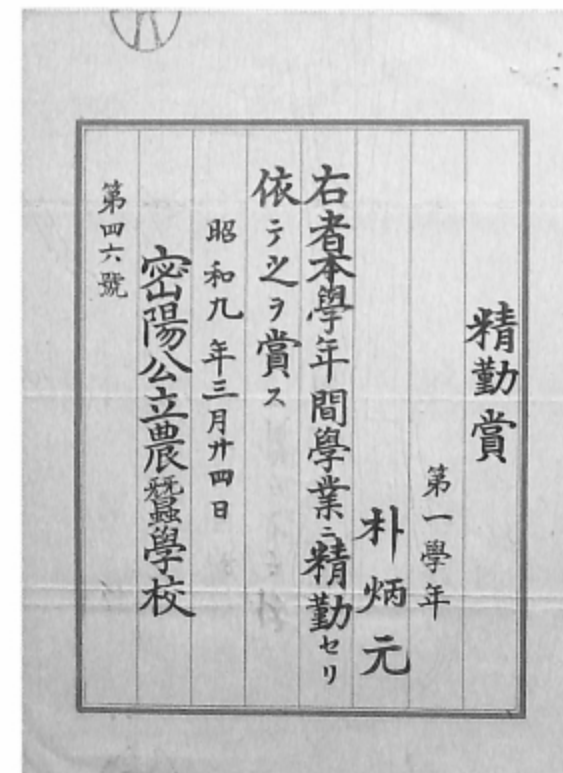 精勤賞
第一學年
朴炳元
右者本學年間學業ニ精勤セリ
依テ之ヲ賞ス
昭和九年三月廿四日
密陽公立農蠶學校
第四六號